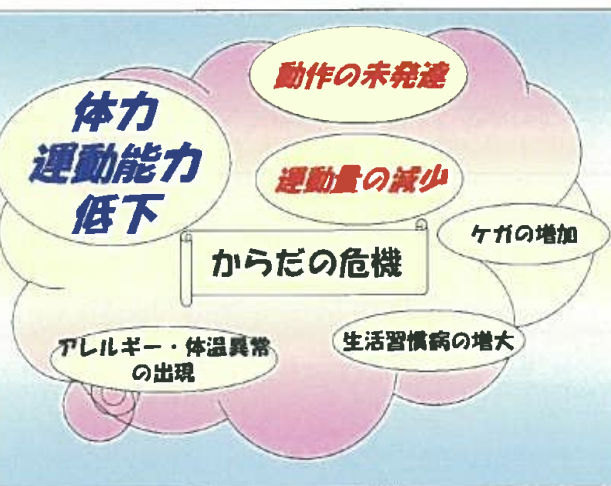 動作の未発達
体力
運動能力
低下
運動量の減少
ケガの増加
からだの危機
アレルギー・体温異常
の出現
生活習慣病の増大